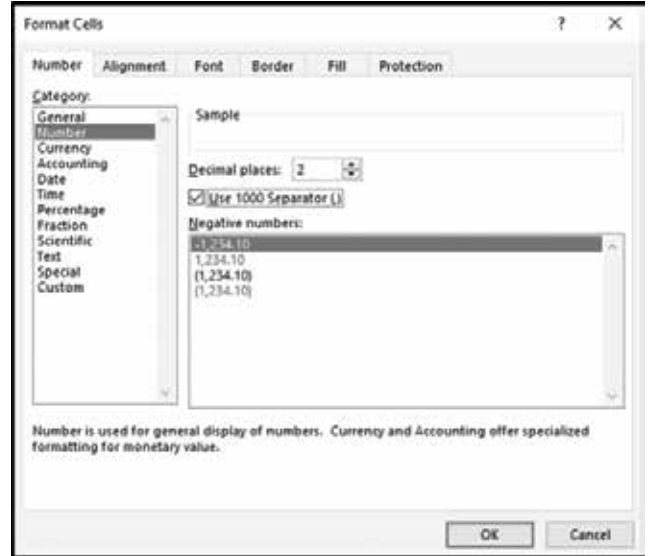 Format Cells ? ×
Number Alignment Font Border Fill Protection
Category:
General
Number
Currency
Accounting
Date
Time
Percentage
Fraction
Scientific
Text
Special
Custom
Sample
Decimal places: 2
Use 1000 Separator (,)
Negative numbers:
-1,234.10
1,234.10
(1,234.10)
(1,234.10)
Number is used for general display of numbers. Currency and Accounting offer specialized
formatting for monetary value.
OK Cancel